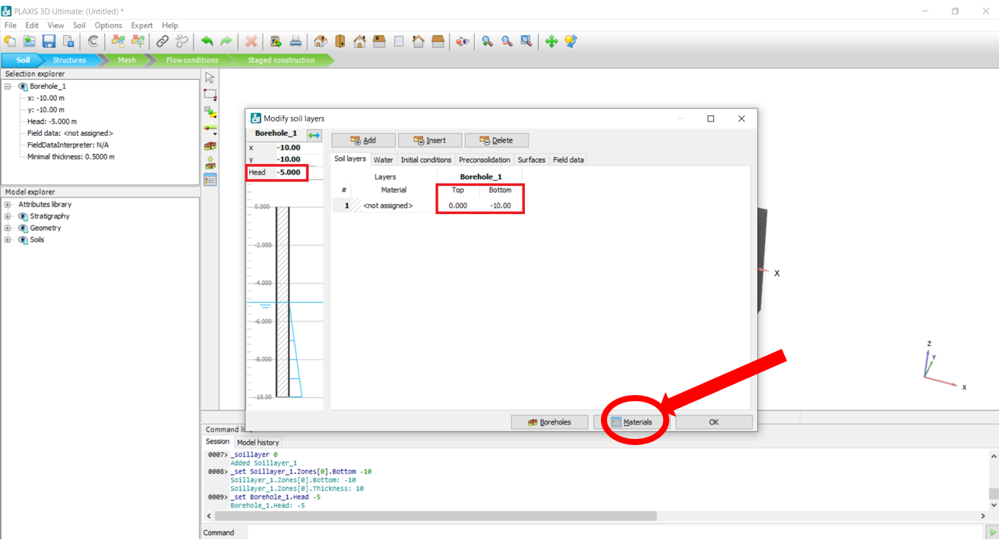 PLAXIS 3D Ultimate: (Untitled) *
File Edit View Soil Options Expert Help
Soil Structures Mesh Flow conditions Staged construction
Selection explorer
Borehole_1
x: -10.00 m
y: -10.00 m
Head: -5.000 m
Field data: <not assigned>
FieldDataInterpreter: N/A
Minimal thickness: 0.5000 m
Model explorer
Attributes library
Stratigraphy
Geometry
Soils
Modify soil layers
Borehole_1
x -10.00
y -10.00
Head -5.000
0.000
-2.000
-4.000
-6.000
-8.000
-10.00
Add Insert Delete
Soil layers Water Initial conditions Preconsolidation Surfaces Field data
Layers Borehole_1
# Material Top Bottom
1 <not assigned> 0.000 -10.00
Boreholes Materials OK
X
Z
Y
X
Session Model history
0007> _soillayer 0
Added Soillayer_1
0008> _set Soillayer_1.Zones[0].Bottom -10
Soillayer_1.Zones[0].Bottom: -10
Soillayer_1.Zones[0].Thickness: 10
0009> _set Borehole_1.Head -5
Borehole_1.Head: -5
Command